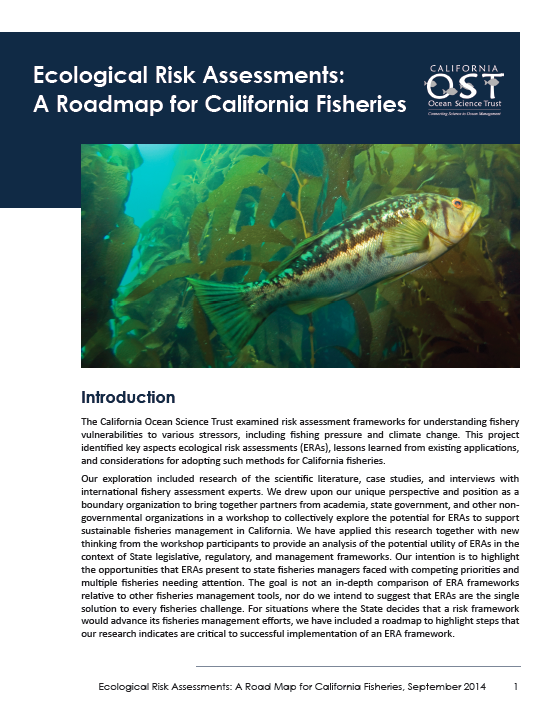 Ecological Risk Assessments:
A Roadmap for California Fisheries
CALIFORNIA
OST
Ocean Science Trust
Connecting Science to Ocean Management
Introduction
The California Ocean Science Trust examined risk assessment frameworks for understanding fishery
vulnerabilities to various stressors, including fishing pressure and climate change. This project
identified key aspects ecological risk assessments (ERAs), lessons learned from existing applications,
and considerations for adopting such methods for California fisheries.
Our exploration included research of the scientific literature, case studies, and interviews with
international fishery assessment experts. We drew upon our unique perspective and position as a
boundary organization to bring together partners from academia, state government, and other non-
governmental organizations in a workshop to collectively explore the potential for ERAs to support
sustainable fisheries management in California. We have applied this research together with new
thinking from the workshop participants to provide an analysis of the potential utility of ERAs in the
context of State legislative, regulatory, and management frameworks. Our intention is to highlight
the opportunities that ERAs present to state fisheries managers faced with competing priorities and
multiple fisheries needing attention. The goal is not an in-depth comparison of ERA frameworks
relative to other fisheries management tools, nor do we intend to suggest that ERAs are the single
solution to every fisheries challenge. For situations where the State decides that a risk framework
would advance its fisheries management efforts, we have included a roadmap to highlight steps that
our research indicates are critical to successful implementation of an ERA framework.
Ecological Risk Assessments: A Road Map for California Fisheries, September 2014 1